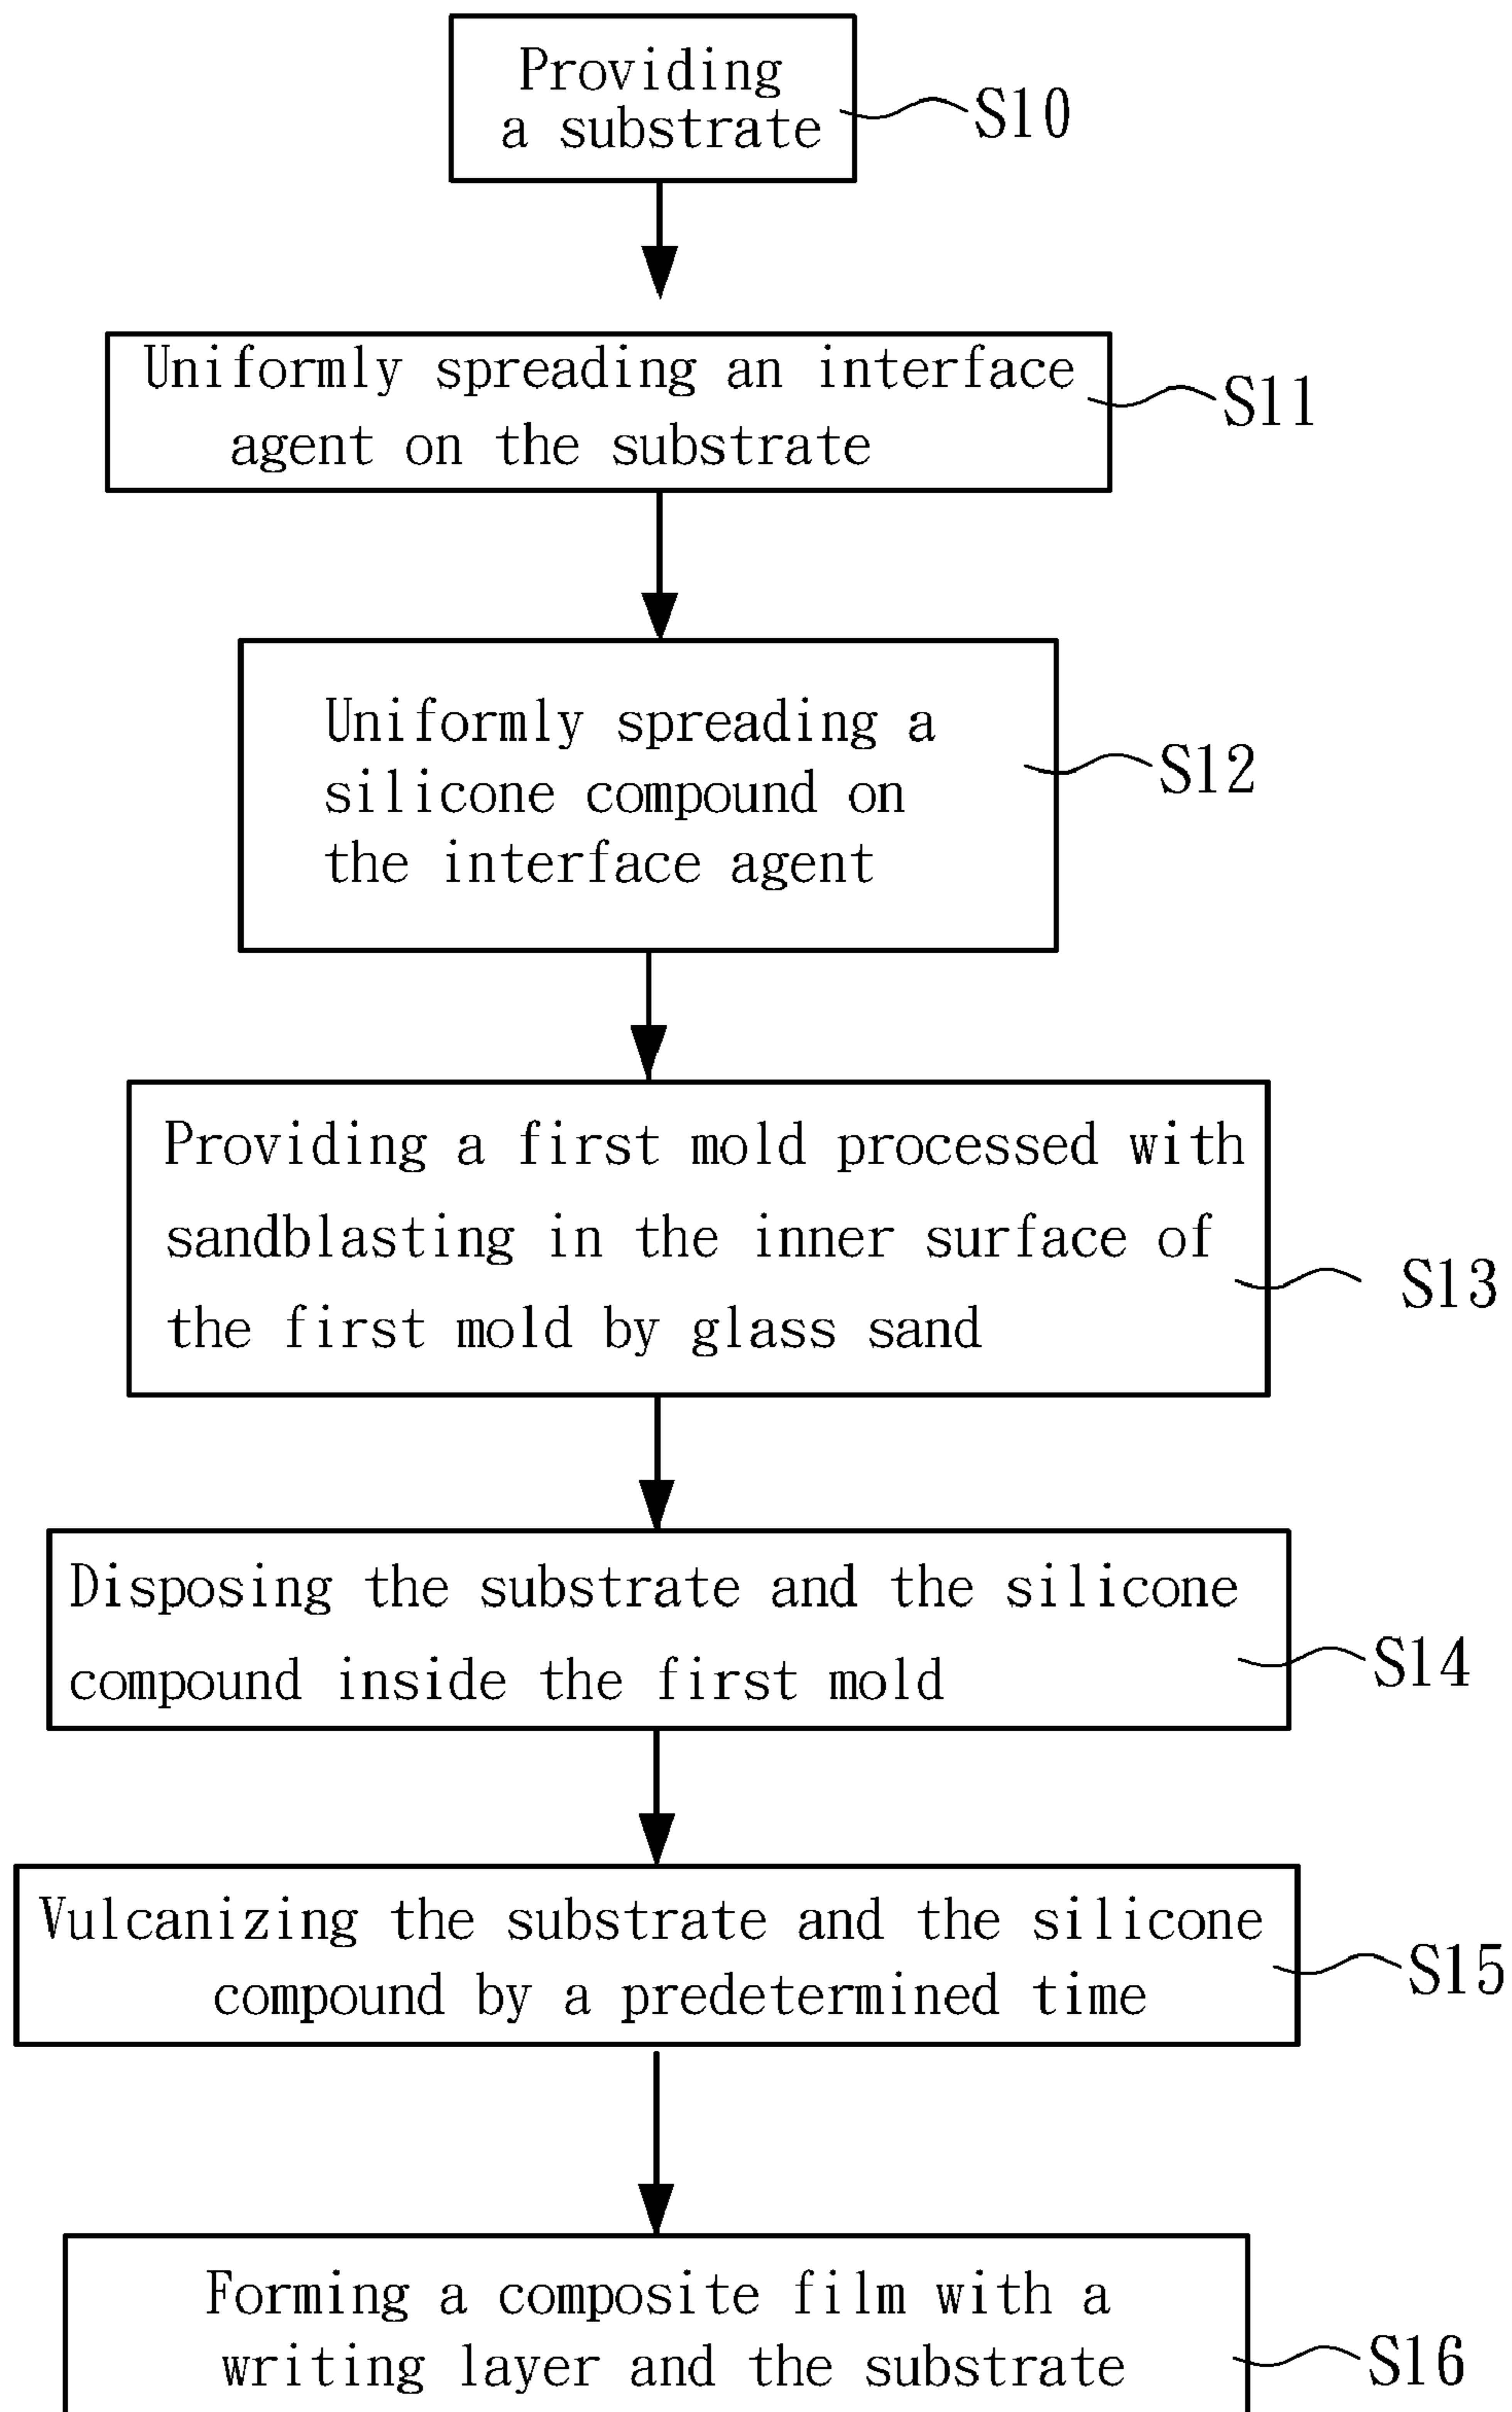 Providing
a substrate
S10
Uniformly spreading an interface
agent on the substrate
S11
Uniformly spreading a
silicone compound on
the interface agent
S12
Providing a first mold processed with
sandblasting in the inner surface of
the first mold by glass sand
S13
Disposing the substrate and the silicone
compound inside the first mold
S14
Vulcanizing the substrate and the silicone
compound by a predetermined time
S15
Forming a composite film with a
writing layer and the substrate
S16